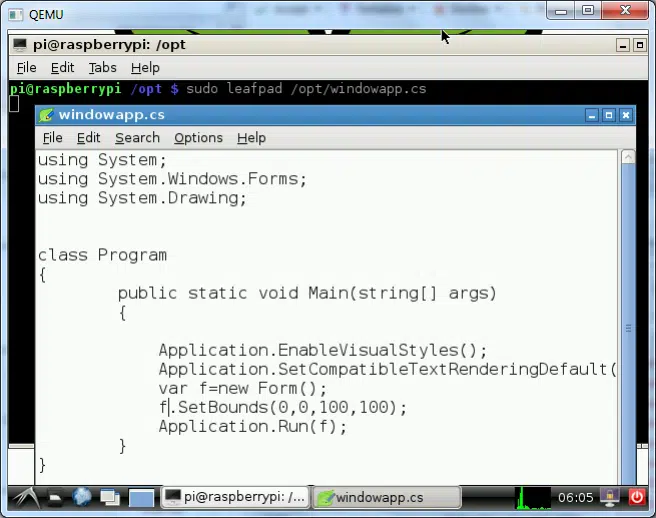 QEMU
pi@raspberrypi: /opt
File Edit Tabs Help
pi@raspberrypi /opt $ sudo leafpad /opt/windowapp.cs
windowapp.cs
File Edit Search Options Help
using System;
using System.Windows.Forms;
using System.Drawing;
class Program
{
public static void Main(string[] args)
{
Application.EnableVisualStyles();
Application.SetCompatibleTextRenderingDefault(
var f=new Form();
f.SetBounds(0,0,100,100);
Application.Run(f);
}
}
pi@raspberrypi: /... windowapp.cs 06:05